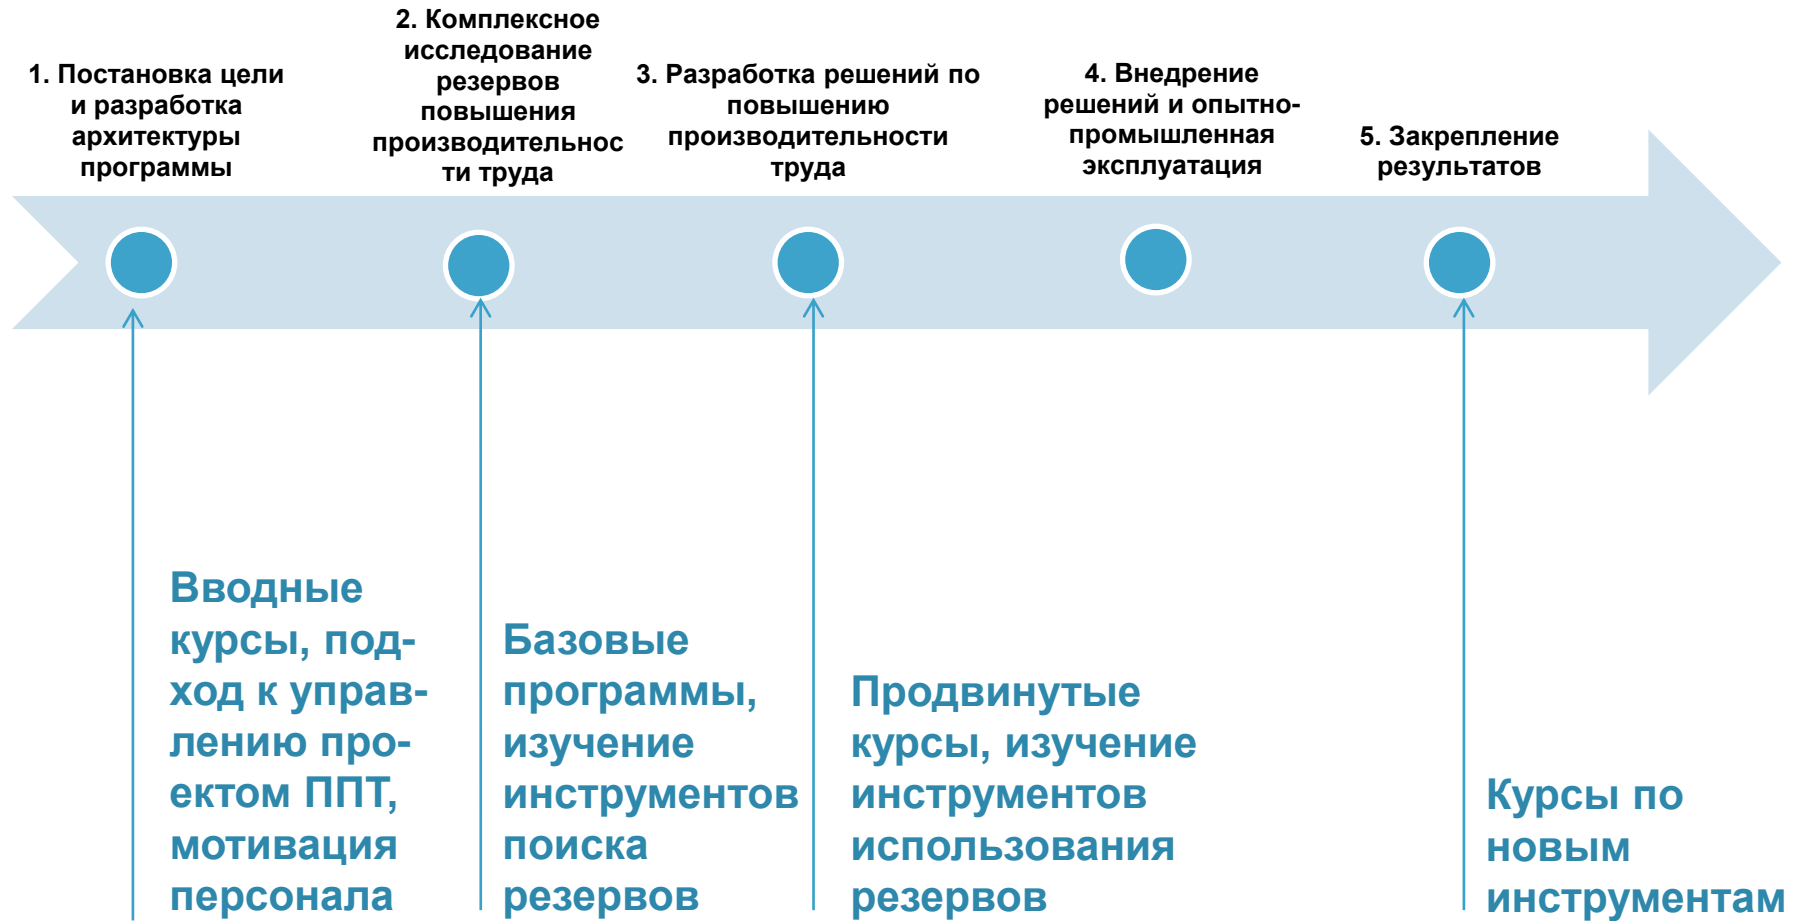 1. Постановка цели
и разработка
архитектуры
программы
2. Комплексное
исследование
резервов
повышения
производительнос
ти труда
3. Разработка решений по
повышению
производительности
труда
4. Внедрение
решений и опытно-
промышленная
эксплуатация
5. Закрепление
результатов
Вводные
курсы, под-
ход к управ-
лению про-
ектом ППТ,
мотивация
персонала
Базовые
программы,
изучение
инструментов
поиска
резервов
Продвинутые
курсы, изучение
инструментов
использования
резервов
Курсы по
новым
инструментам